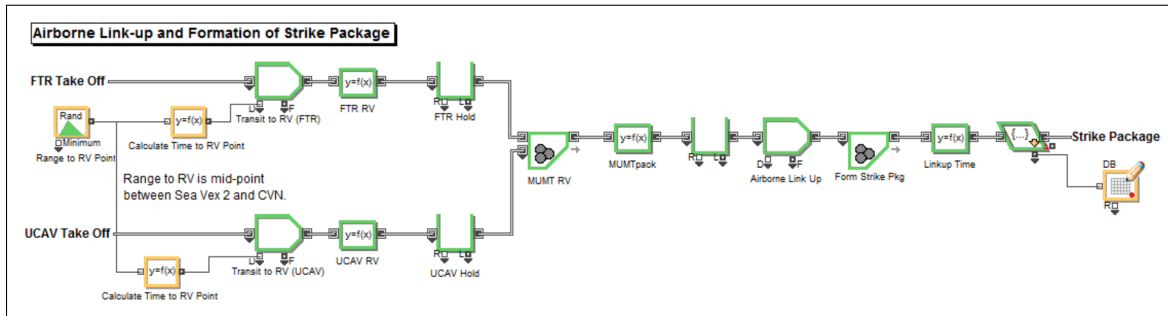 Airborne Link-up and Formation of Strike Package
FTR Take Off
D
F
Transit to RV (FTR)
y=f(x)
FTR RV
R
L
FTR Hold
Rand
Minimum
Range to RV Point
y=f(x)
Calculate Time to RV Point
Range to RV is mid-point
between Sea Vex 2 and CVN.
MUMT RV
y=f(x)
MUMTpack
R
L
D
F
Airborne Link Up
Form Strike Pkg
y=f(x)
Linkup Time
{...}
Strike Package
DB
R
UCAV Take Off
D
F
Transit to RV (UCAV)
y=f(x)
UCAV RV
R
L
UCAV Hold
y=f(x)
Calculate Time to RV Point